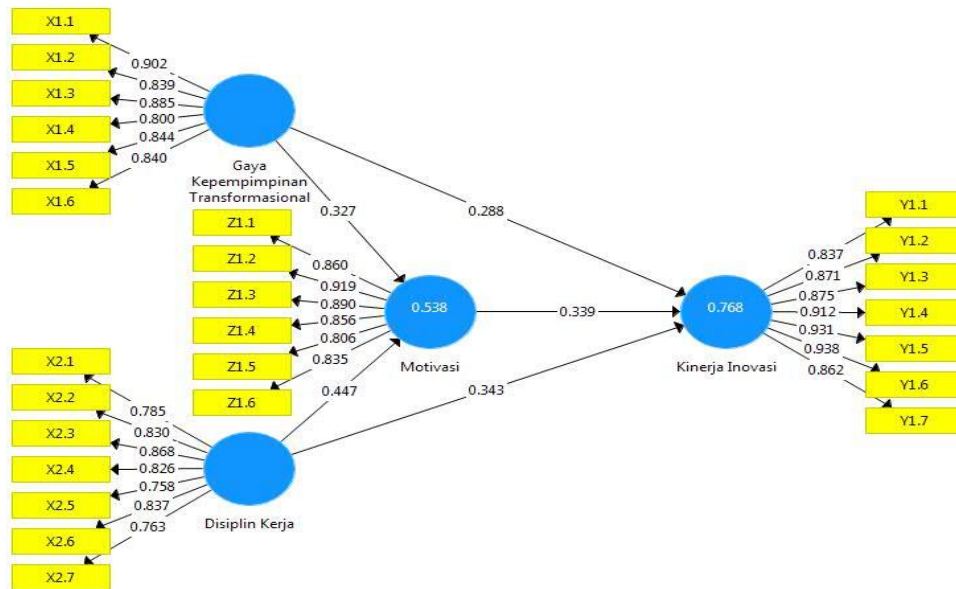 X1.1
X1.2
X1.3
X1.4
X1.5
X1.6
0.902
0.839
0.885
0.800
0.844
0.840
Gaya
Kepempimpinan
Transformasional
0.327
0.288
Z1.1
Z1.2
Z1.3
Z1.4
Z1.5
Z1.6
0.860
0.919
0.890
0.856
0.806
0.835
0.538
Motivasi
0.339
0.768
Kinerja Inovasi
0.837
0.871
0.875
0.912
0.931
0.938
0.862
Y1.1
Y1.2
Y1.3
Y1.4
Y1.5
Y1.6
Y1.7
0.447
0.343
X2.1
X2.2
X2.3
X2.4
X2.5
X2.6
X2.7
0.785
0.830
0.868
0.826
0.758
0.837
0.763
Disiplin Kerja